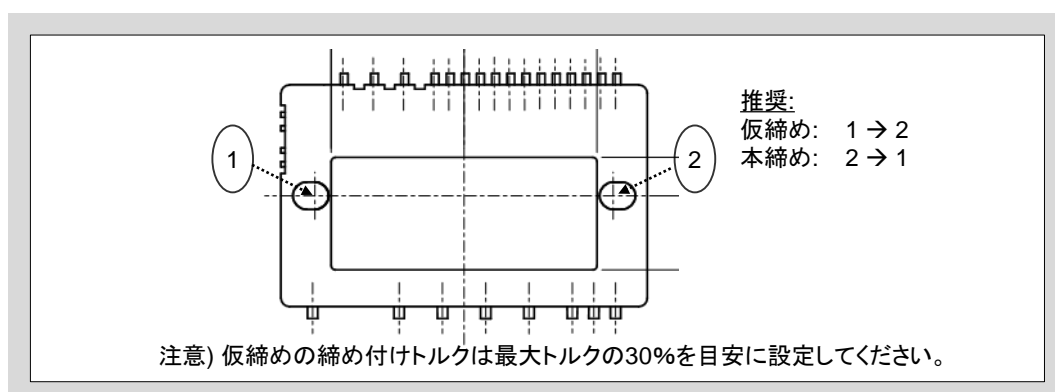 1
2
推奨:
仮締め: 1 → 2
本締め: 2 → 1
注意) 仮締めの締め付けトルクは最大トルクの30%を目安に設定してください。